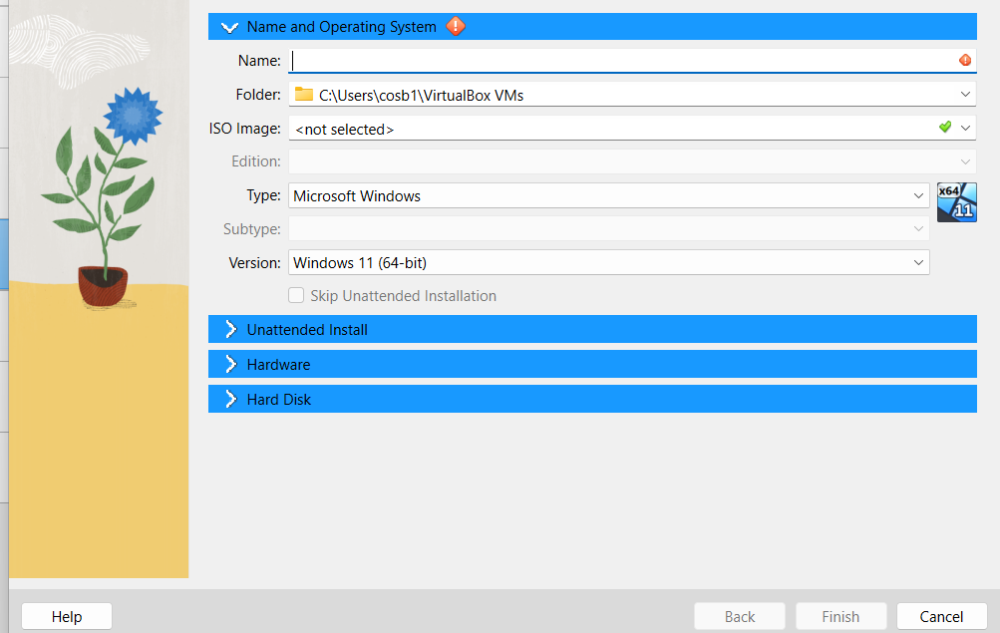 Name and Operating System
Name:
Folder: C:\Users\cosb1\VirtualBox VMs
ISO Image: <not selected>
Edition:
Type: Microsoft Windows
x64
11
Subtype:
Version: Windows 11 (64-bit)
Skip Unattended Installation
Unattended Install
Hardware
Hard Disk
Help Back Finish Cancel